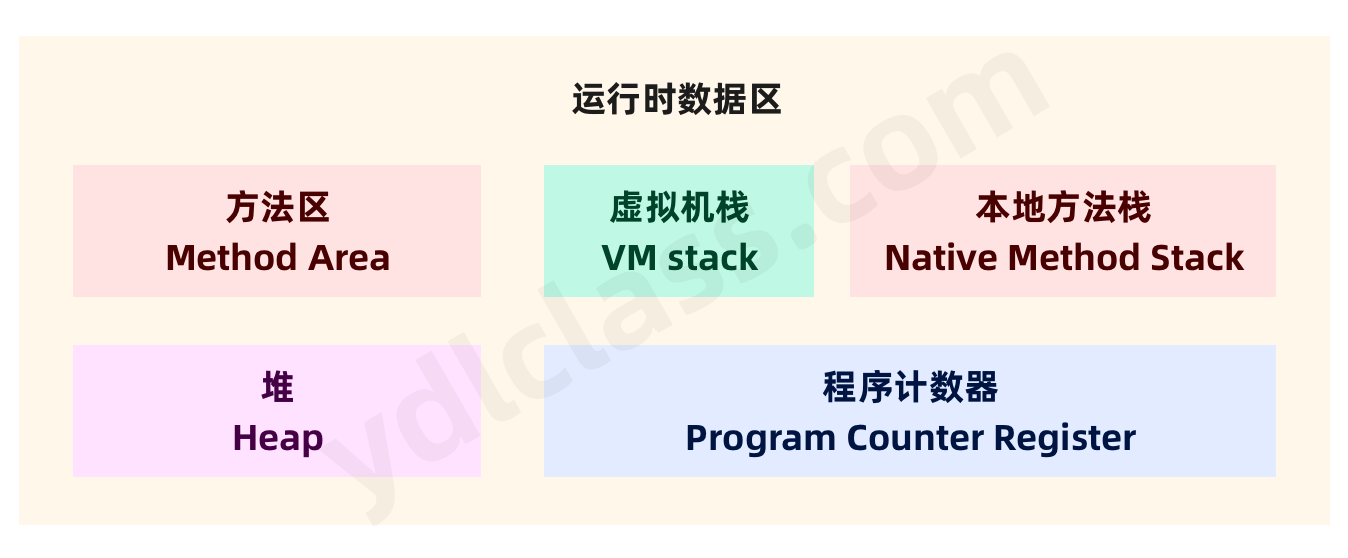 运行时数据区
方法区
Method Area
虚拟机栈
VM stack
本地方法栈
Native Method Stack
堆
Heap
程序计数器
Program Counter Register
ydlclass.com